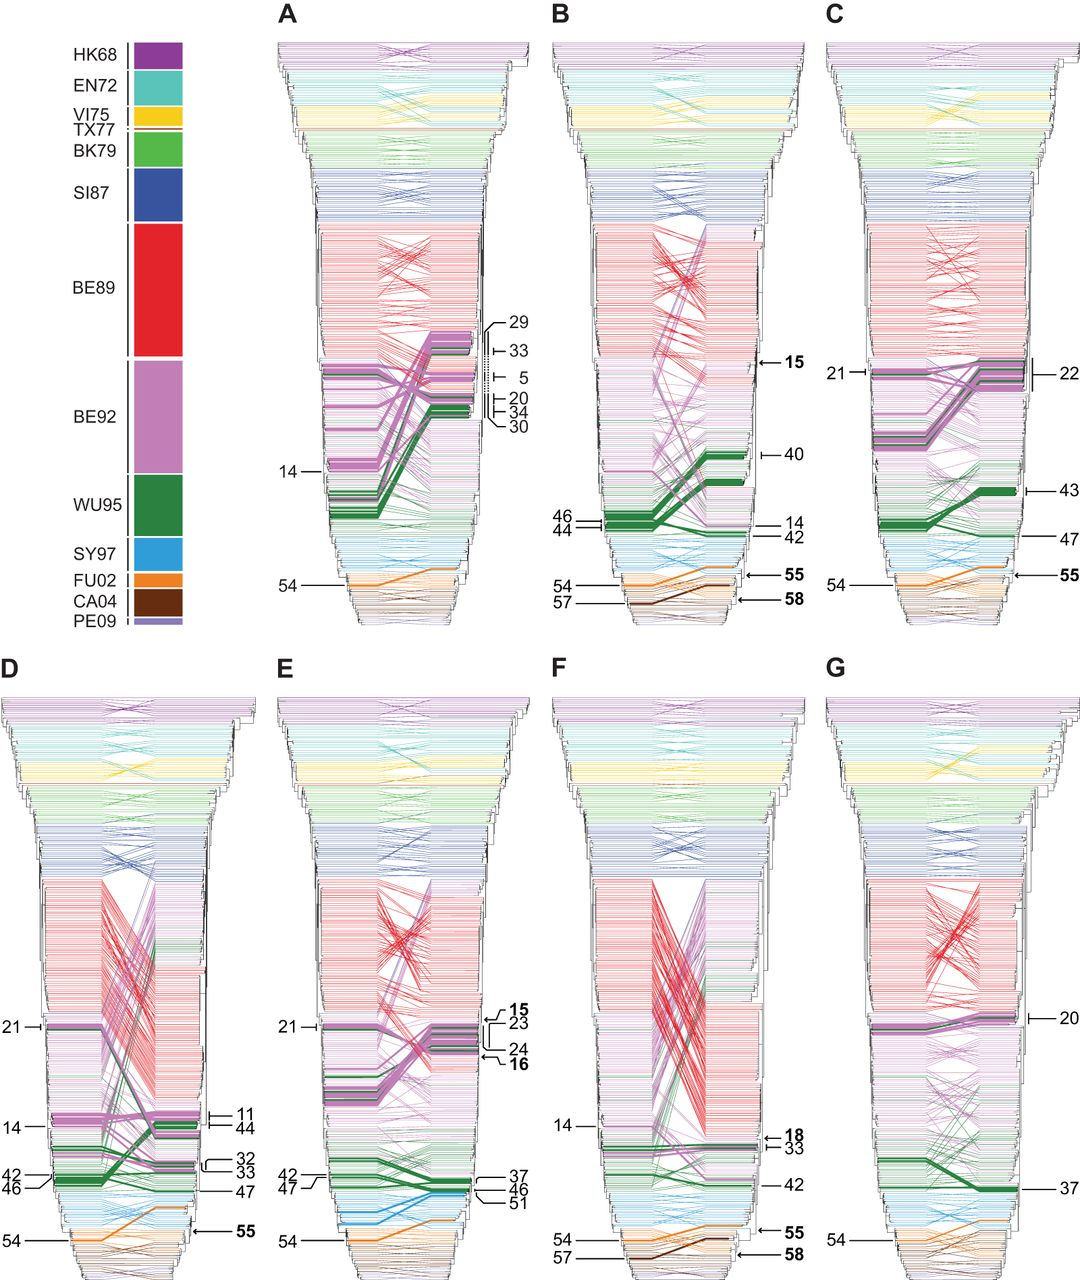 A
B
C
HK68
EN72
VI75
TX77
BK79
SI87
BE89
BE92
WU95
SY97
FU02
CA04
PE09
29
33
5
20
34
30
14
54
15
40
46
44
14
42
54
57
55
58
21
22
43
47
54
55
D
E
F
G
21
14
42
46
54
11
44
32
33
47
55
21
42
47
54
15
23
24
16
37
46
51
14
54
57
18
33
42
55
58
54
20
37